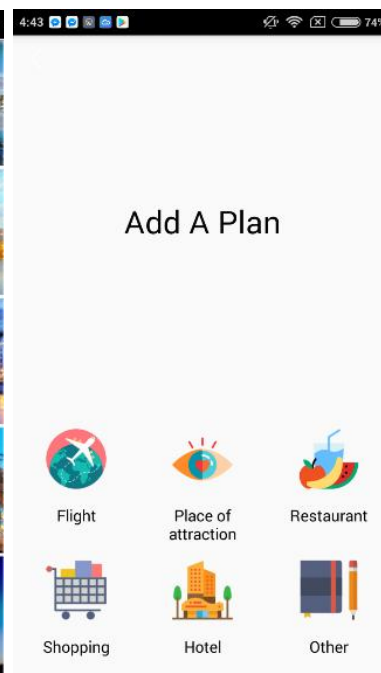 4:43
74%
Add A Plan
Flight
Place of
attraction
Restaurant
Shopping
Hotel
Other